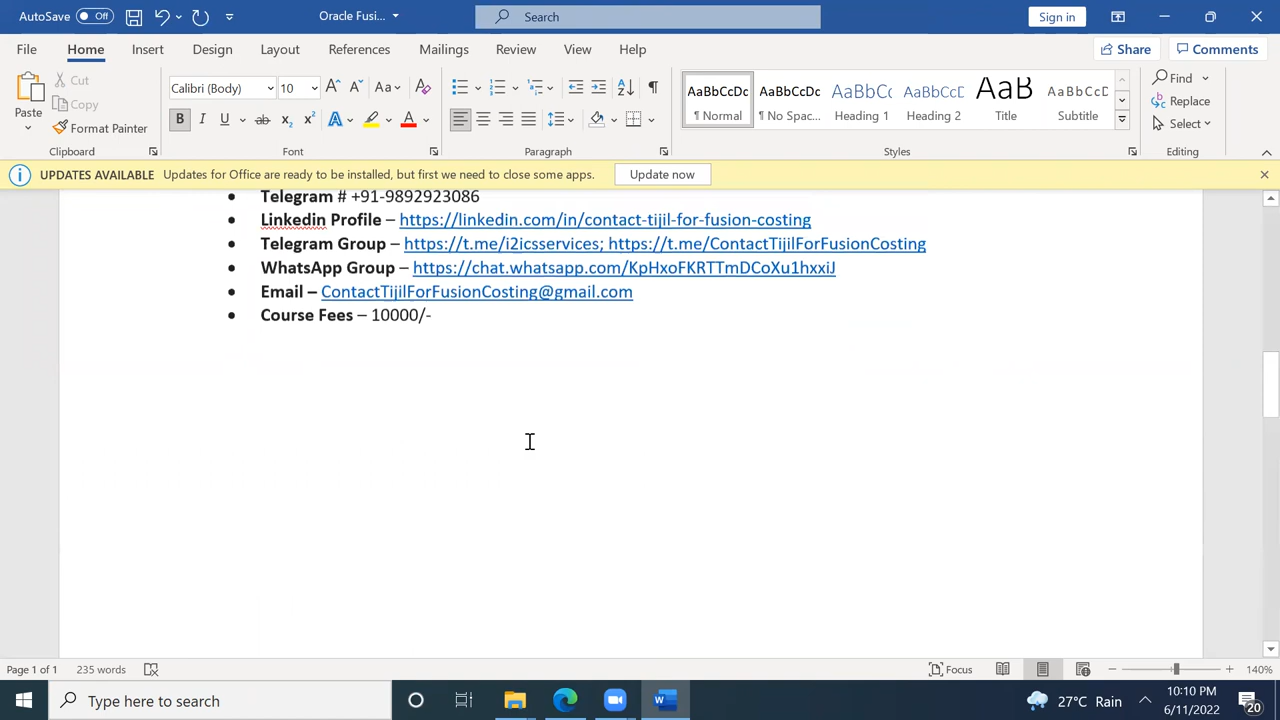 AutoSave Off Oracle Fusi... Search Sign in
File Home Insert Design Layout References Mailings Review View Help Share Comments
Paste Cut Copy Format Painter
Calibri (Body) 10 Aa
B I U ab x₂ x² A A
AaBbCcDc AaBbCcDc AaBbCc AaBbCcD AaB AaBbCcD
¶ Normal ¶ No Spac... Heading 1 Heading 2 Title Subtitle
Find Replace Select
Clipboard Font Paragraph Styles Editing
UPDATES AVAILABLE Updates for Office are ready to be installed, but first we need to close some apps. Update now
• Telegram # +91-9892923086
• Linkedin Profile – https://linkedin.com/in/contact-tijil-for-fusion-costing
• Telegram Group – https://t.me/i2icsservices; https://t.me/ContactTijilForFusionCosting
• WhatsApp Group – https://chat.whatsapp.com/KpHxoFKRTTmDCoXu1hxxiJ
• Email – ContactTijilForFusionCosting@gmail.com
• Course Fees – 10000/-
Page 1 of 1 235 words Focus 140%
Type here to search 27°C Rain 10:10 PM
6/11/2022 20